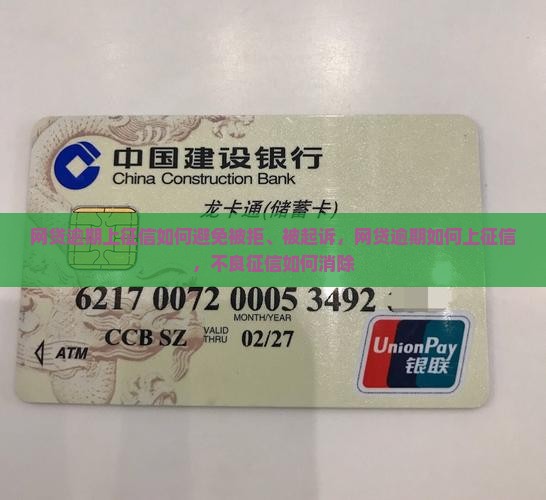 中国建设银行
China Construction Bank
龙卡通(储蓄卡)
网贷逾期上征信如何避免被拒、被起诉，网贷逾期如何上征信
，不良征信如何消除
6217 0072 0005 3492
MONTH/YEAR
CCB SZ VALID THRU 02/27
ATM
UnionPay
银联